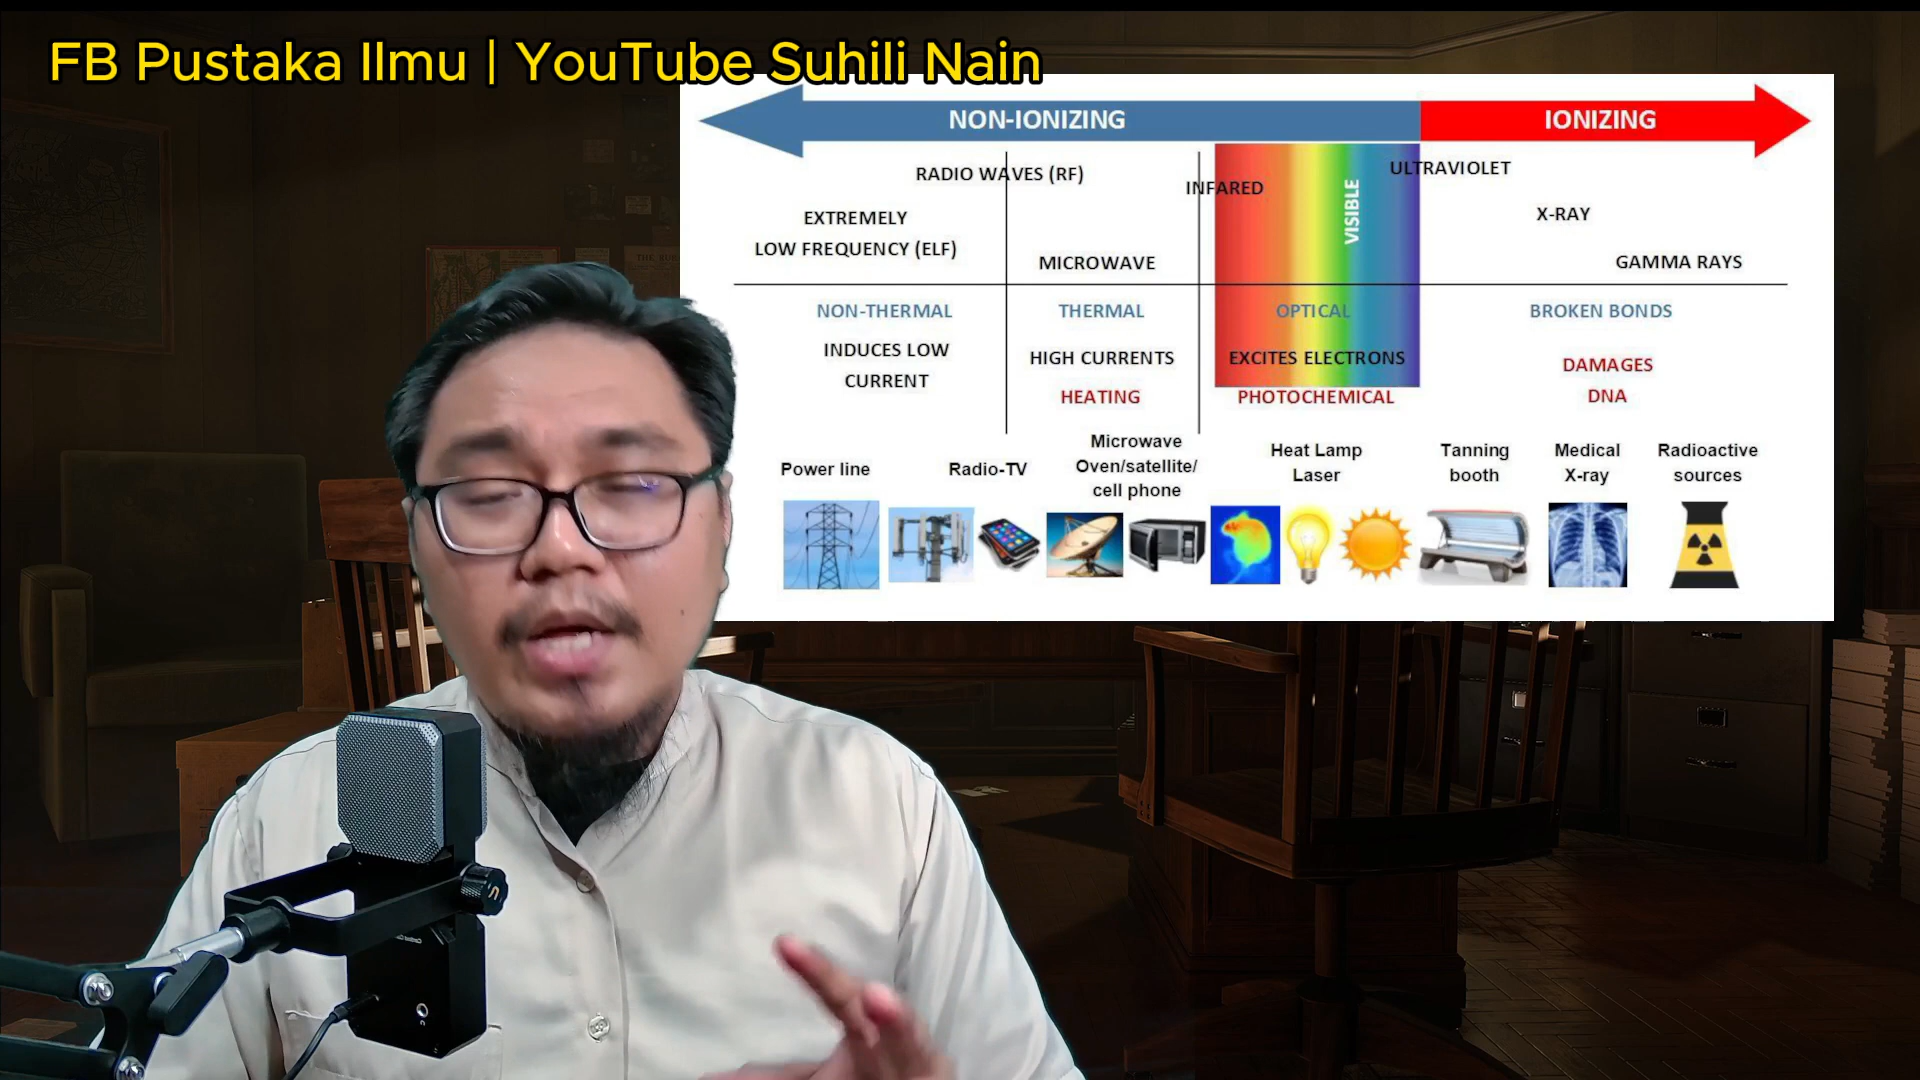 FB Pustaka Ilmu | YouTube Suhili Nain
NON-IONIZING
IONIZING
RADIO WAVES (RF)
INFARED
VISIBLE
ULTRAVIOLET
EXTREMELY
LOW FREQUENCY (ELF)
MICROWAVE
X-RAY
GAMMA RAYS
NON-THERMAL
THERMAL
OPTICAL
BROKEN BONDS
INDUCES LOW
CURRENT
HIGH CURRENTS
HEATING
EXCITES ELECTRONS
PHOTOCHEMICAL
DAMAGES
DNA
Power line
Radio-TV
Microwave
Oven/satellite/
cell phone
Heat Lamp
Laser
Tanning
booth
Medical
X-ray
Radioactive
sources